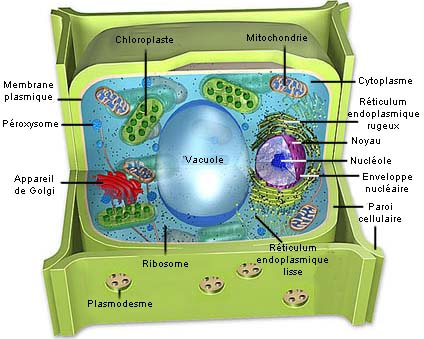 Chloroplaste
Mitochondrie
Membrane
plasmique
Cytoplasme
Réticulum
endoplasmique
rugeux
Péroxysome
Noyau
Vacuole
Nucléole
Appareil
de Golgi
Enveloppe
nucléaire
Paroi
cellulaire
Ribosome
Réticulum
endoplasmique
lisse
Plasmodesme